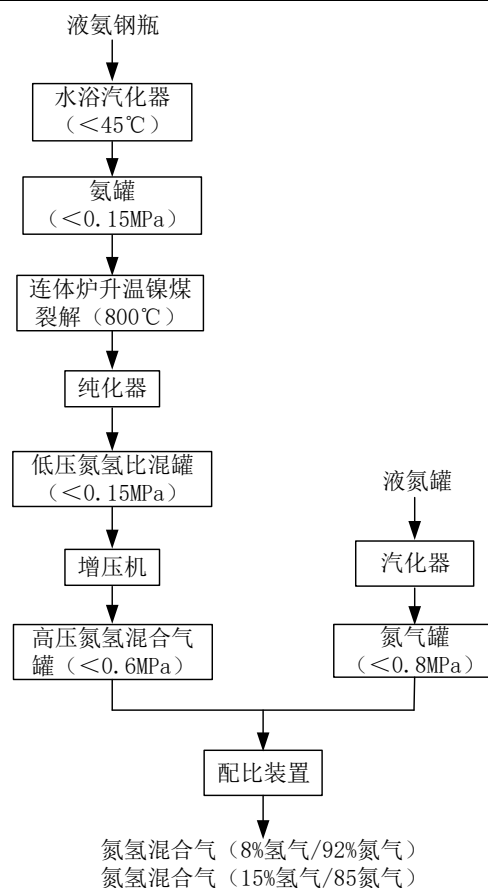 液氨钢瓶
水浴汽化器
（＜45℃）
氨罐
（＜0.15MPa）
连体炉升温镍煤
裂解（800℃）
纯化器
低压氮氢比混罐
（＜0.15MPa）
增压机
高压氮氢混合气
罐（＜0.6MPa）
液氮罐
汽化器
氮气罐
（＜0.8MPa）
配比装置
氮氢混合气（8%氢气/92%氮气）
氮氢混合气（15%氢气/85氮气）